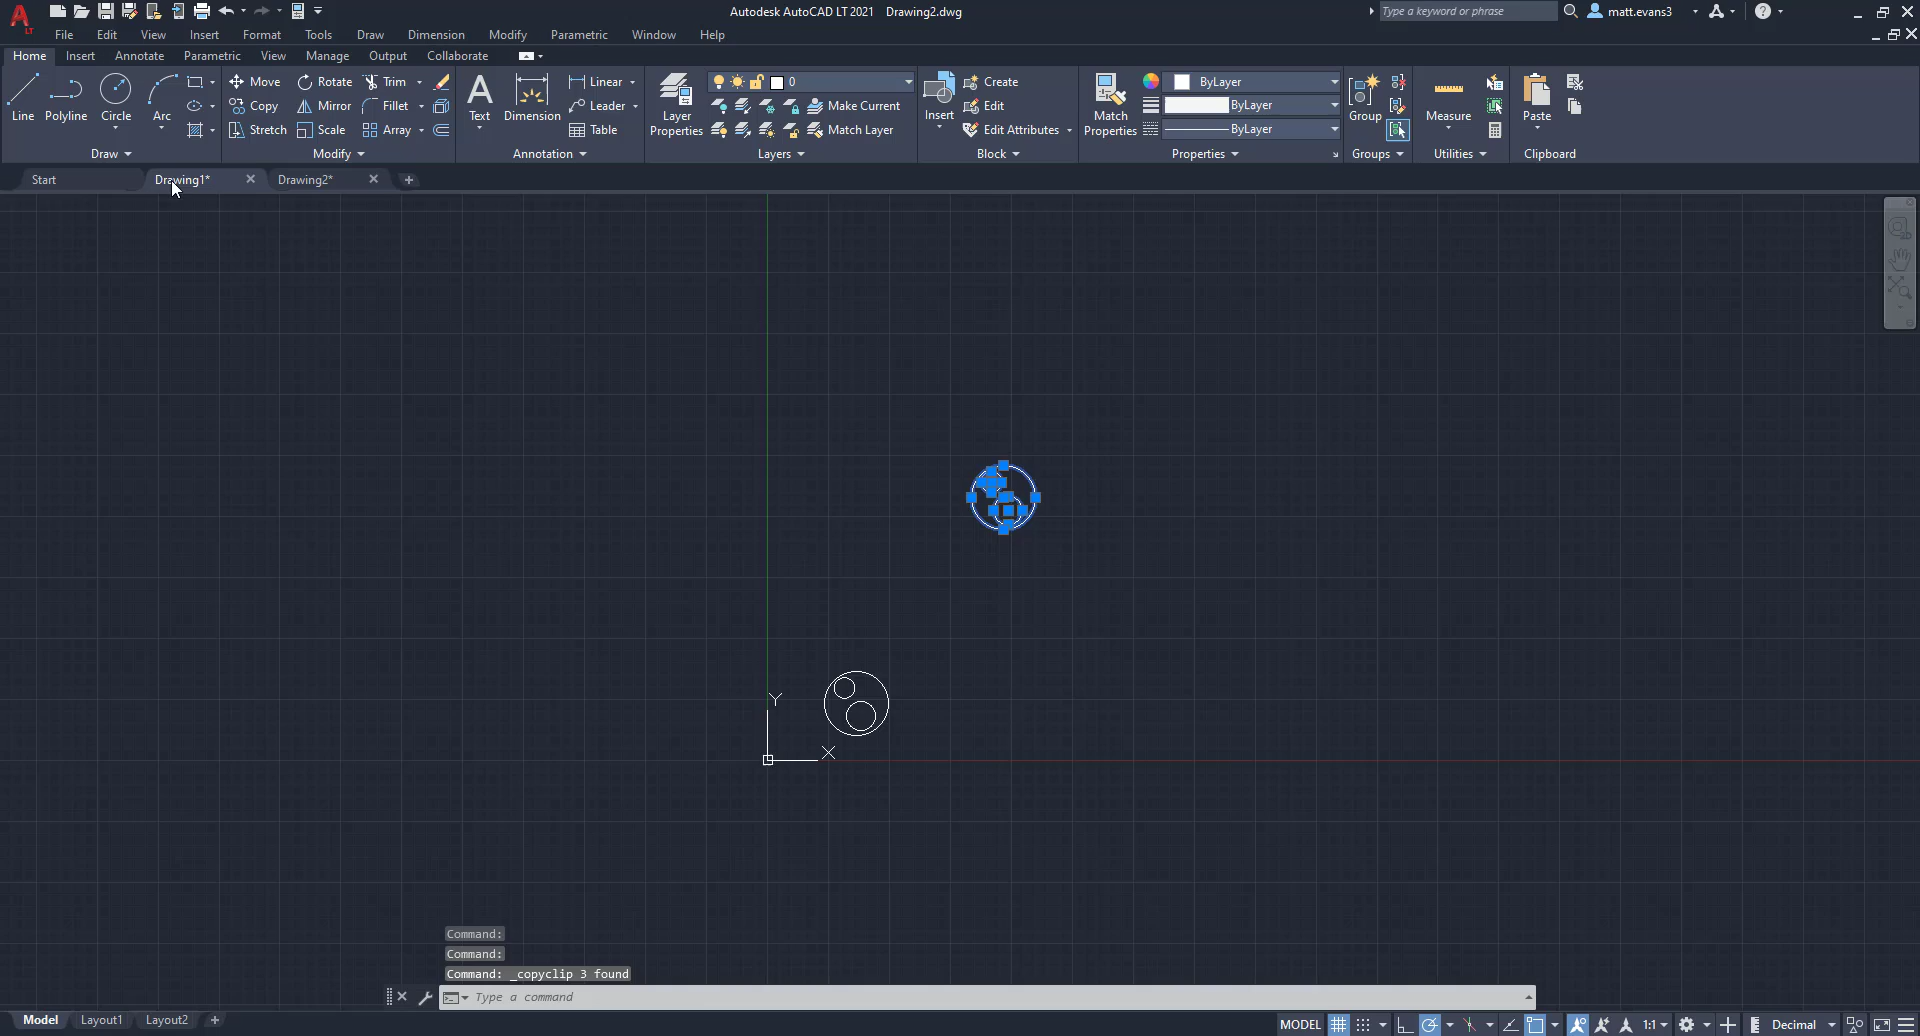 Autodesk AutoCAD LT 2021 Drawing2.dwg
Type a keyword or phrase
matt.evans3
LT
File Edit View Insert Format Tools Draw Dimension Modify Parametric Window Help
Home Insert Annotate Parametric View Manage Output Collaborate
Line Polyline Circle Arc
Move Rotate Trim
Copy Mirror Fillet
Stretch Scale Array
Text Dimension
Linear
Leader
Table
Layer Properties
0
Make Current
Match Layer
Insert
Create
Edit
Edit Attributes
Match Properties
ByLayer
ByLayer
ByLayer
Group
Measure
Paste
Draw Modify Annotation Layers Block Properties Groups Utilities Clipboard
Start Drawing1* Drawing2*
Y
X
Command:
Command:
Command: _copyclip 3 found
Type a command
Model Layout1 Layout2
MODEL 1:1 Decimal